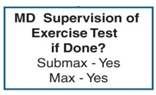 MD Supervision of
Exercise Test
if Done?
Submax - Yes
Max - Yes